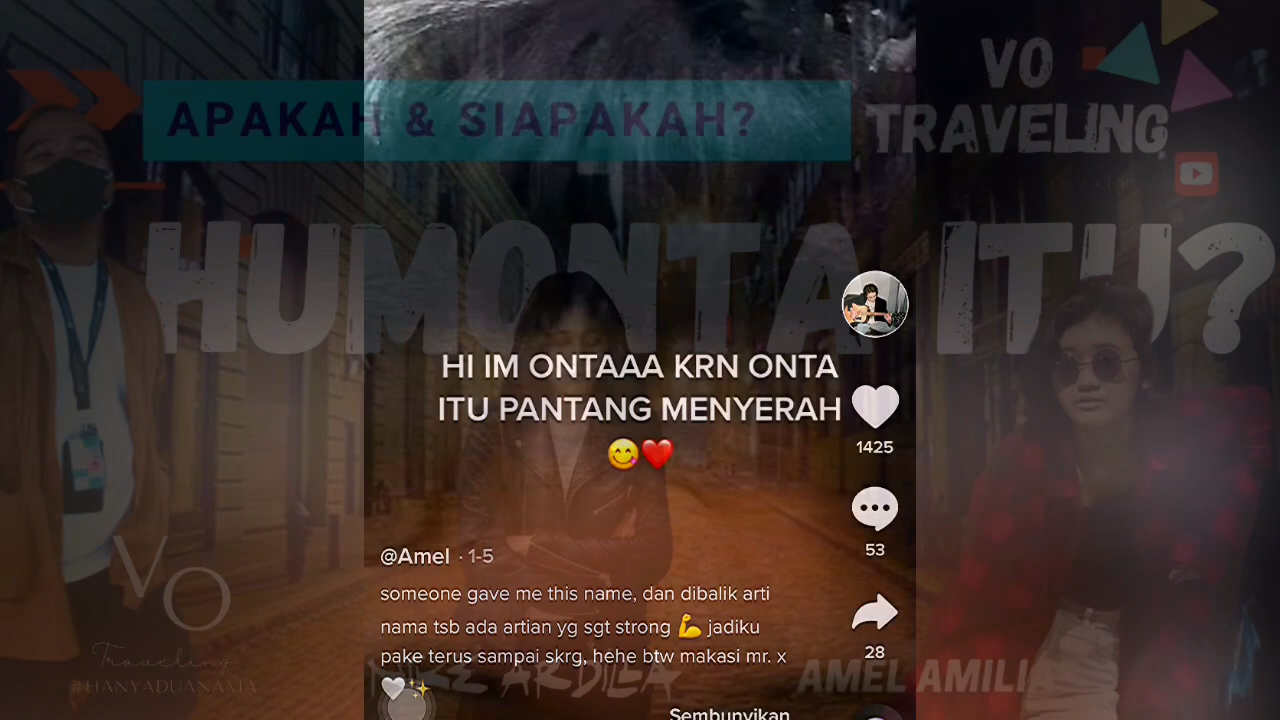 APAKAH & SIAPAKAH?
VO
TRAVELING
HUMONTA ITU?
HI IM ONTAAA KRN ONTA
ITU PANTANG MENYERAH
😋❤️
1425
53
28
@Amel · 1-5
someone gave me this name, dan dibalik arti
nama tsb ada artian yg sgt strong 💪 jadiku
pake terus sampai skrg, hehe btw makasi mr. x
🤍✨
Sembunyikan
VO
Traveling
#HANYADUANAMA
NIKE ARDILLA
AMEL AMILIA